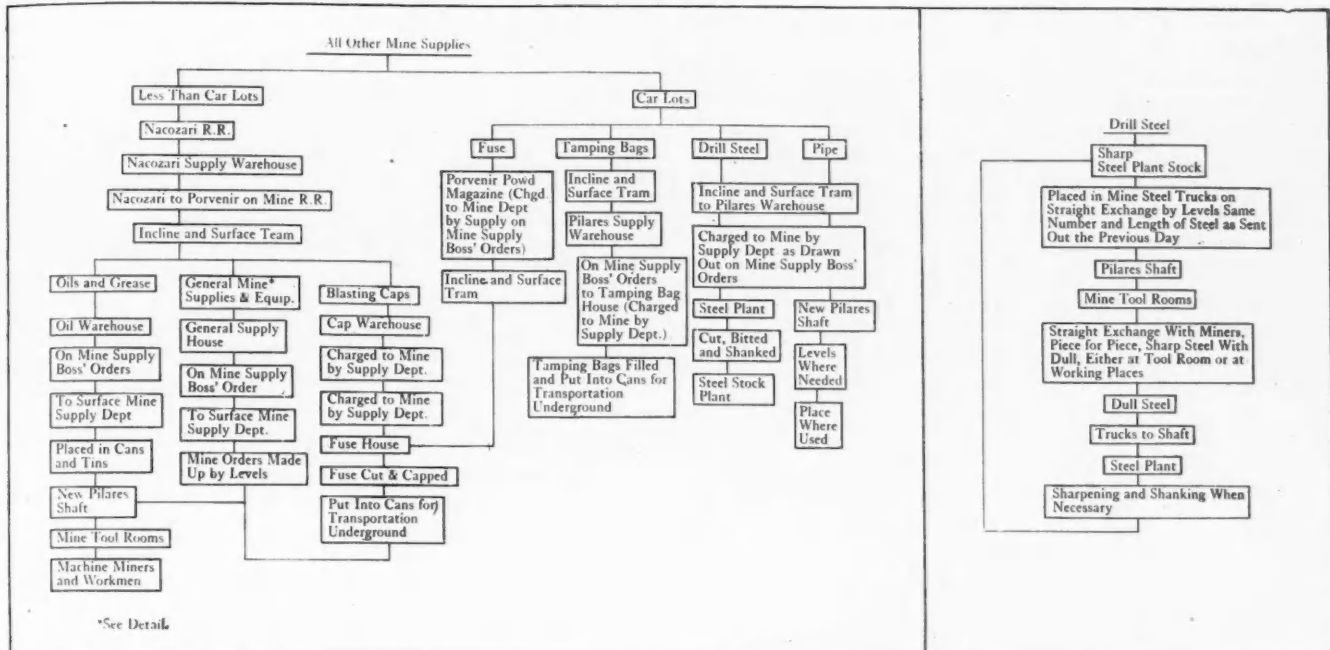 All Other Mine Supplies
Less Than Car Lots
Nacozari R.R.
Nacozari Supply Warehouse
Nacozari to Porvenir on Mine R.R.
Incline and Surface Team
Oils and Grease
Oil Warehouse
On Mine Supply
Boss' Orders
To Surface Mine
Supply Dept
Placed in Cans
and Tins
New Pilares
Shaft
Mine Tool Rooms
Machine Miners
and Workmen
General Mine*
Supplies & Equip.
General Supply
House
On Mine Supply
Boss' Order
To Surface Mine
Supply Dept.
Mine Orders Made
Up by Levels
Blasting Caps
Cap Warehouse
Charged to Mine
by Supply Dept.
Charged to Mine
by Supply Dept.
Fuse House
Fuse Cut & Capped
Put Into Cans for
Transportation
Underground
Car Lots
Fuse
Porvenir Powd
Magazine (Chgd
to Mine Dept
by Supply on
Mine Supply
Boss' Orders)
Incline and Surface
Tram
Tamping Bags
Incline and
Surface Tram
Pilares Supply
Warehouse
On Mine Supply
Boss' Orders
to Tamping Bag
House (Charged
to Mine by
Supply Dept.)
Tamping Bags Filled
and Put Into Cans for
Transportation
Underground
Drill Steel
Pipe
Incline and Surface Tram
to Pilares Warehouse
Charged to Mine by
Supply Dept as Drawn
Out on Mine Supply Boss'
Orders
Steel Plant
Cut, Bitted
and Shanked
Steel Stock
Plant
New Pilares
Shaft
Levels
Where
Needed
Place
Where
Used
*See Detail.
Drill Steel
Sharp
Steel Plant Stock
Placed in Mine Steel Trucks on
Straight Exchange by Levels Same
Number and Length of Steel as Sent
Out the Previous Day
Pilares Shaft
Mine Tool Rooms
Straight Exchange With Miners,
Piece for Piece, Sharp Steel With
Dull, Either at Tool Room or at
Working Places
Dull Steel
Trucks to Shaft
Steel Plant
Sharpening and Shanking When
Necessary